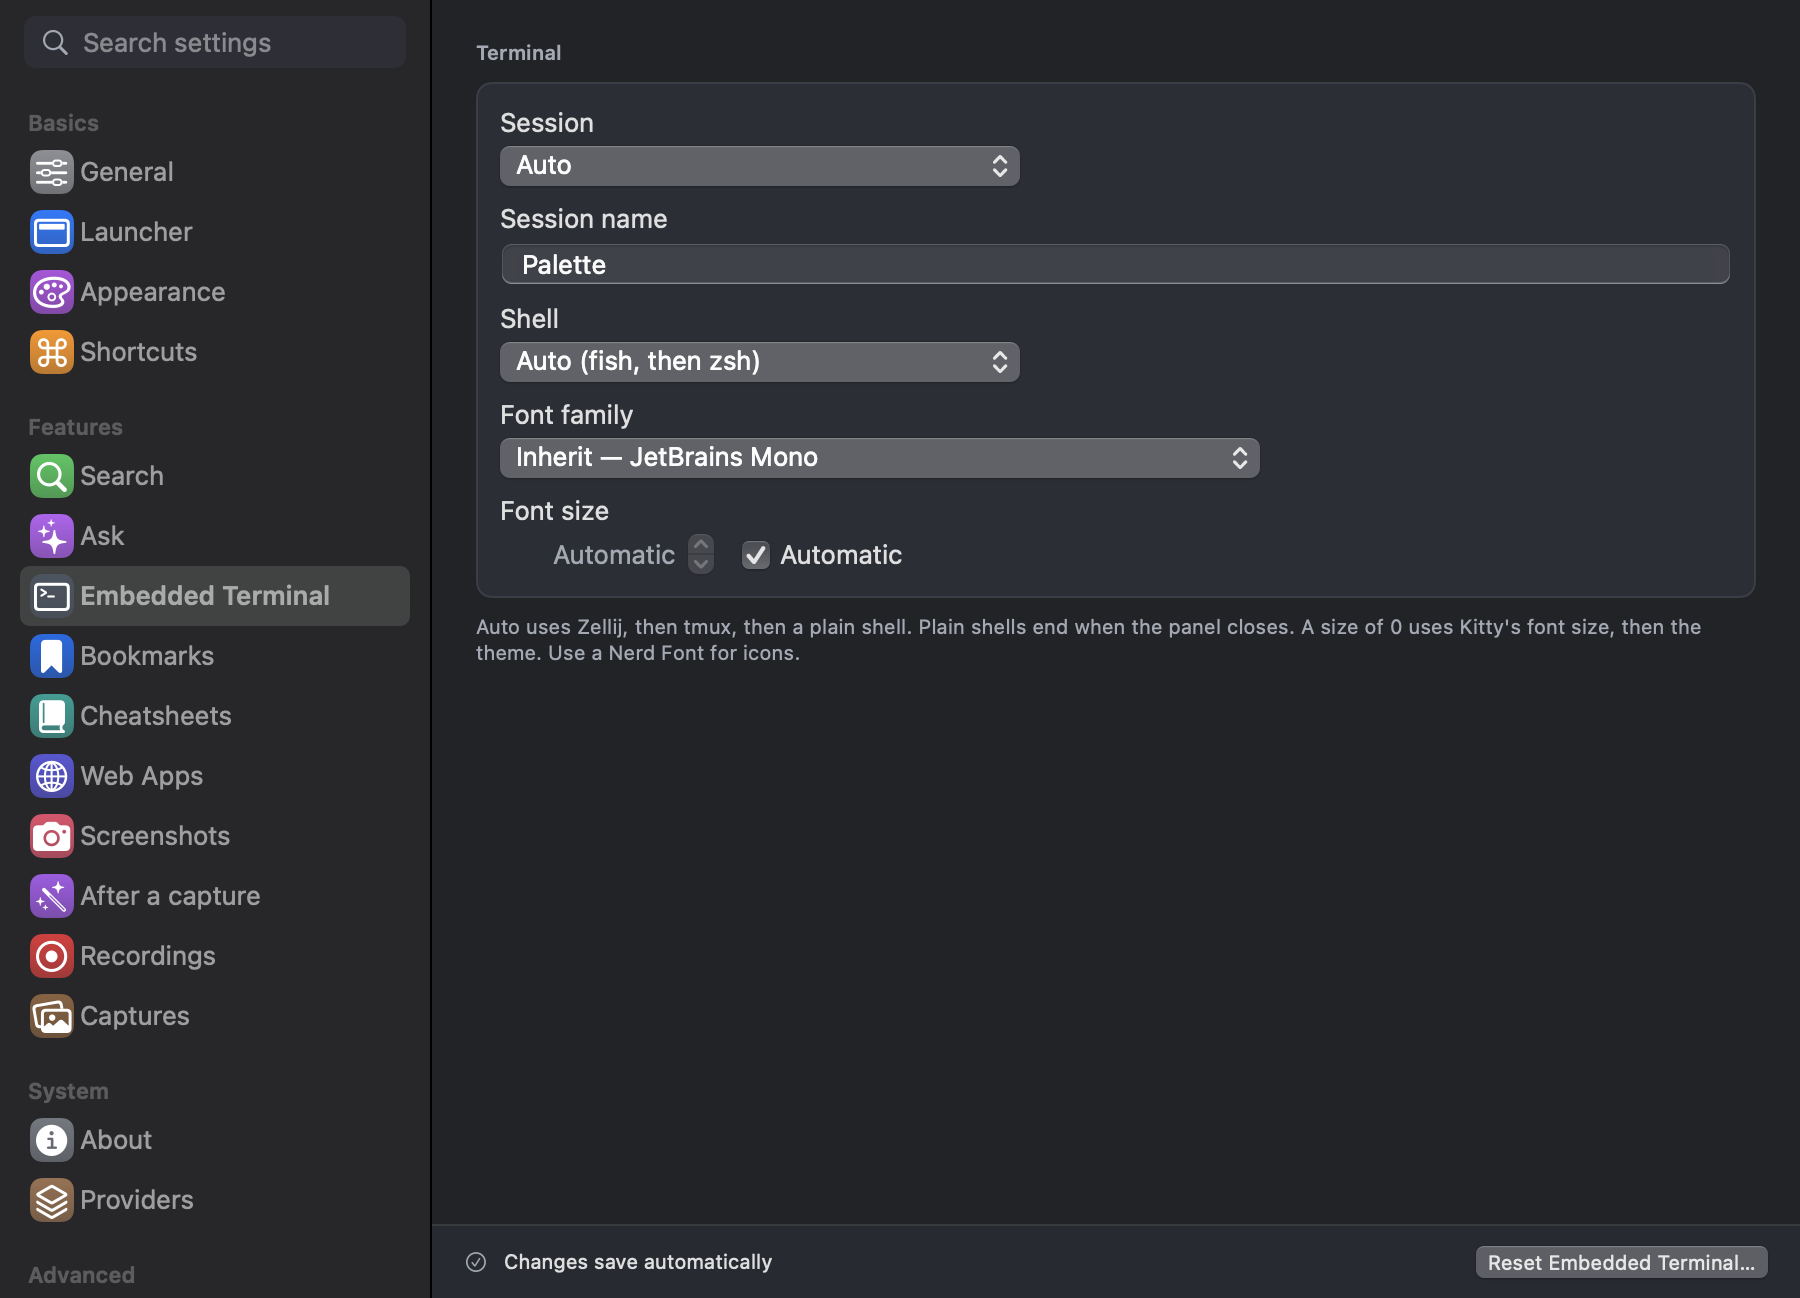 Search settings
Basics
General
Launcher
Appearance
Shortcuts
Features
Search
Ask
Embedded Terminal
Bookmarks
Cheatsheets
Web Apps
Screenshots
After a capture
Recordings
Captures
System
About
Providers
Advanced
Terminal
Session
Auto
Session name
Palette
Shell
Auto (fish, then zsh)
Font family
Inherit — JetBrains Mono
Font size
Automatic
Automatic
Auto uses Zellij, then tmux, then a plain shell. Plain shells end when the panel closes. A size of 0 uses Kitty's font size, then the
theme. Use a Nerd Font for icons.
Changes save automatically
Reset Embedded Terminal...